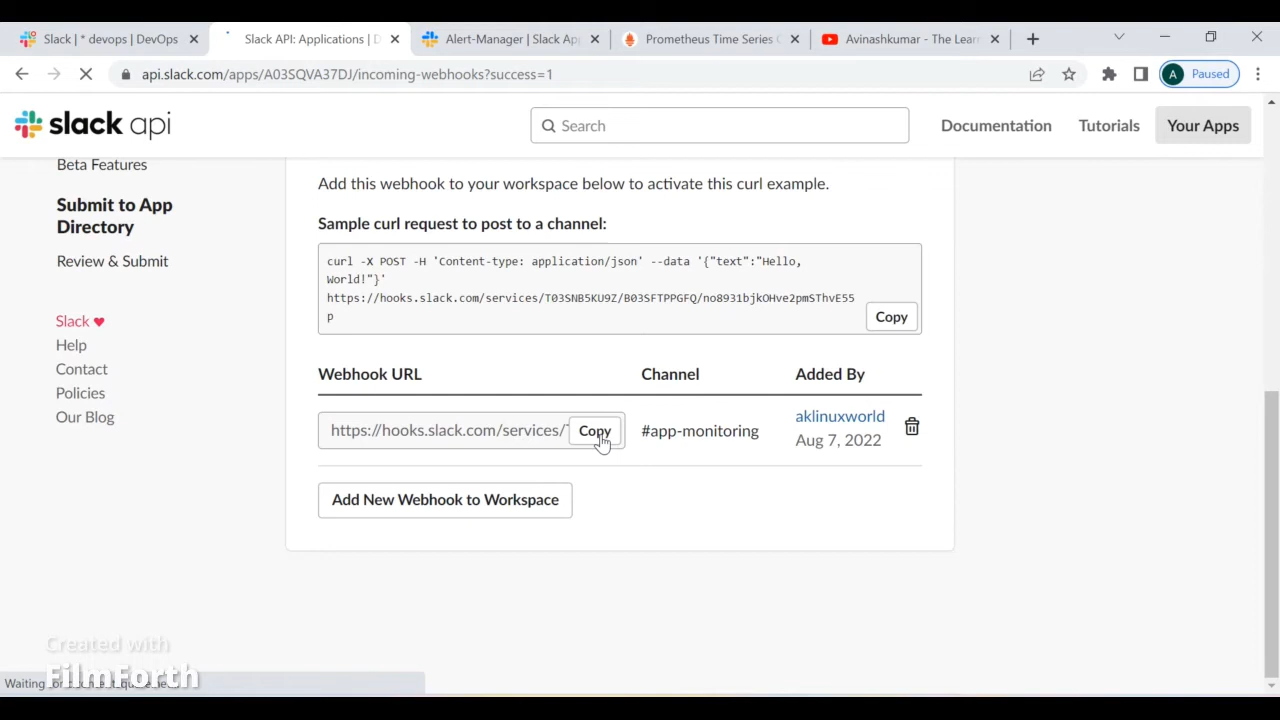 Slack | * devops | DevOps
Slack API: Applications | D
Alert-Manager | Slack Ap
Prometheus Time Series C
Avinashkumar - The Lear
api.slack.com/apps/A03SQVA37DJ/incoming-webhooks?success=1
A Paused
slack api
Search
Documentation
Tutorials
Your Apps
Beta Features
Submit to App
Directory
Review & Submit
Slack
Help
Contact
Policies
Our Blog
Add this webhook to your workspace below to activate this curl example.
Sample curl request to post to a channel:
curl -X POST -H 'Content-type: application/json' --data '{"text":"Hello,
World!"}'
https://hooks.slack.com/services/T03SNB5KU9Z/B03SFTPPGFQ/no8931bjkOHve2pmSThvE55
p
Copy
Webhook URL Channel Added By
https://hooks.slack.com/services/ Copy #app-monitoring aklinuxworld
Aug 7, 2022
Add New Webhook to Workspace
Created with
FilmForth
Waiting